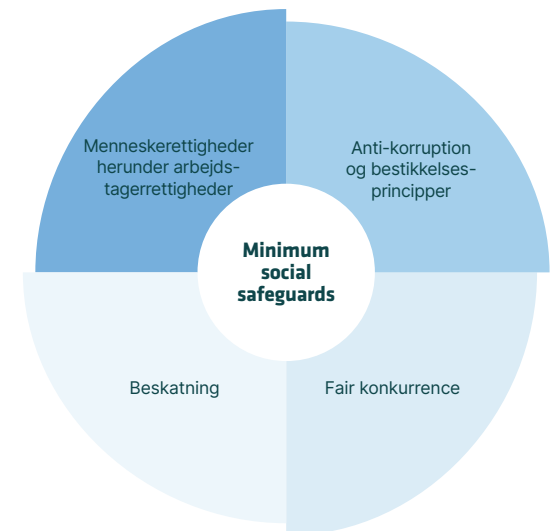 Menneskerettigheder
herunder arbejds-
tagerrettigheder
Anti-korruption
og bestikkelses-
principper
Minimum
social
safeguards
Beskatning
Fair konkurrence